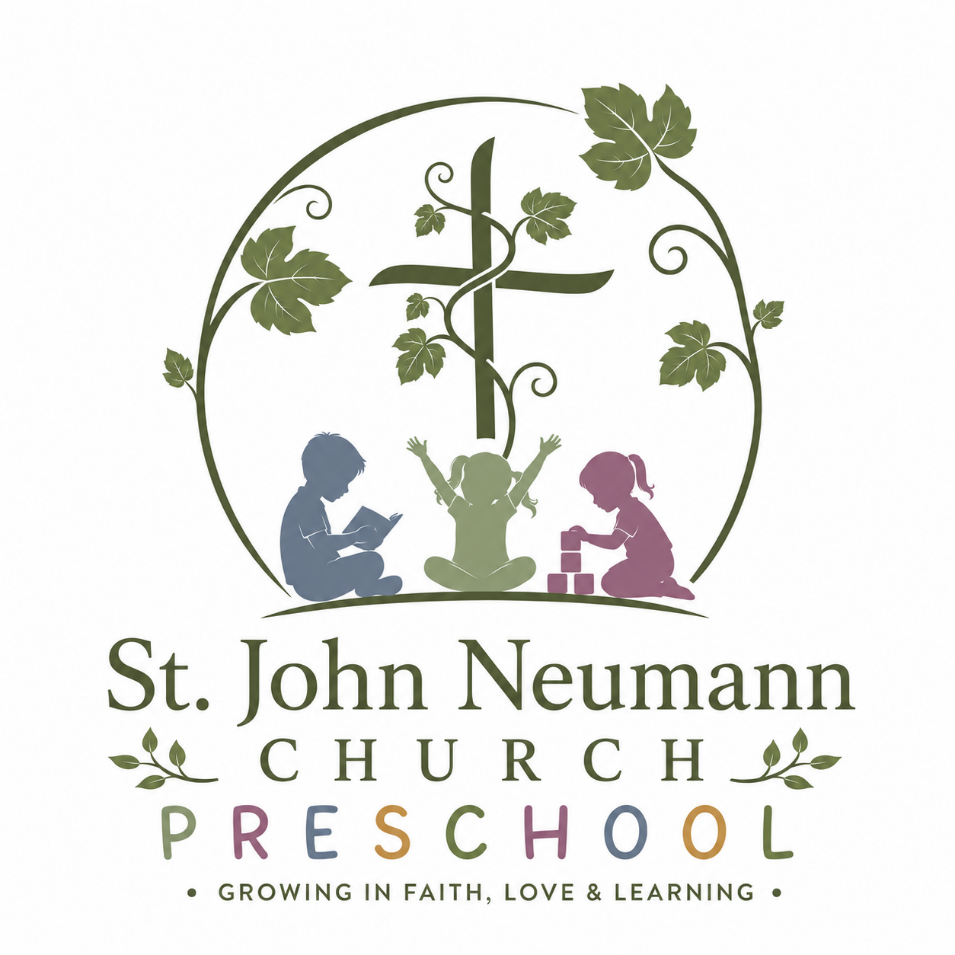 St. John Neumann
CHURCH
PRESCHOOL
• GROWING IN FAITH, LOVE & LEARNING •